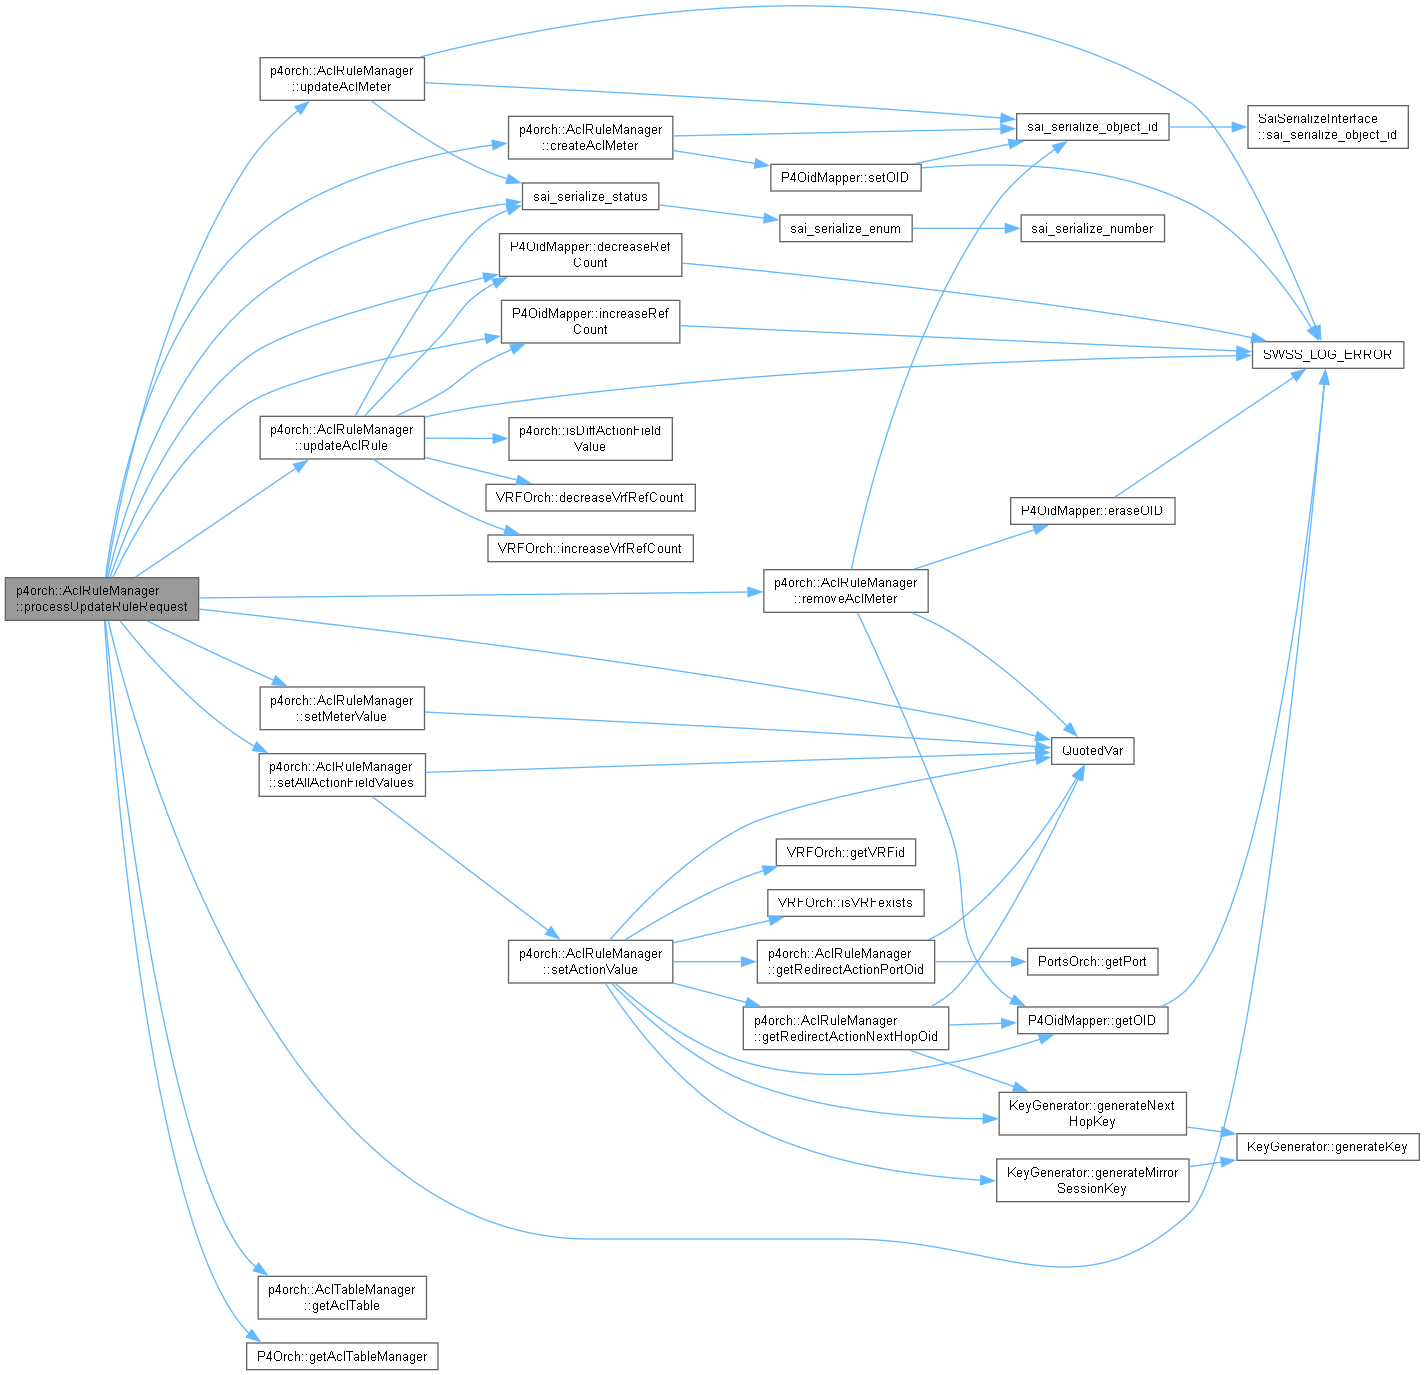 p4orch::AclRuleManager
::updateAclMeter
SaiSerializeInterface
::sai_serialize_object_id
p4orch::AclRuleManager
::createAclMeter
sai_serialize_object_id
P4OidMapper::setOID
sai_serialize_status
sai_serialize_enum
sai_serialize_number
P4OidMapper::decreaseRef
Count
P4OidMapper::increaseRef
Count
SWSS_LOG_ERROR
p4orch::AclRuleManager
::updateAclRule
p4orch::isDiffActionField
Value
VRFOrch::decreaseVrfRefCount
P4OidMapper::eraseOID
VRFOrch::increaseVrfRefCount
p4orch::AclRuleManager
::processUpdateRuleRequest
p4orch::AclRuleManager
::removeAclMeter
p4orch::AclRuleManager
::setMeterValue
QuotedVar
p4orch::AclRuleManager
::setAllActionFieldValues
VRFOrch::getVRFid
VRFOrch::isVRFexists
p4orch::AclRuleManager
::setActionValue
p4orch::AclRuleManager
::getRedirectActionPortOid
PortsOrch::getPort
p4orch::AclRuleManager
::getRedirectActionNextHopOid
P4OidMapper::getOID
KeyGenerator::generateNext
HopKey
KeyGenerator::generateKey
KeyGenerator::generateMirror
SessionKey
p4orch::AclTableManager
::getAclTable
P4Orch::getAclTableManager